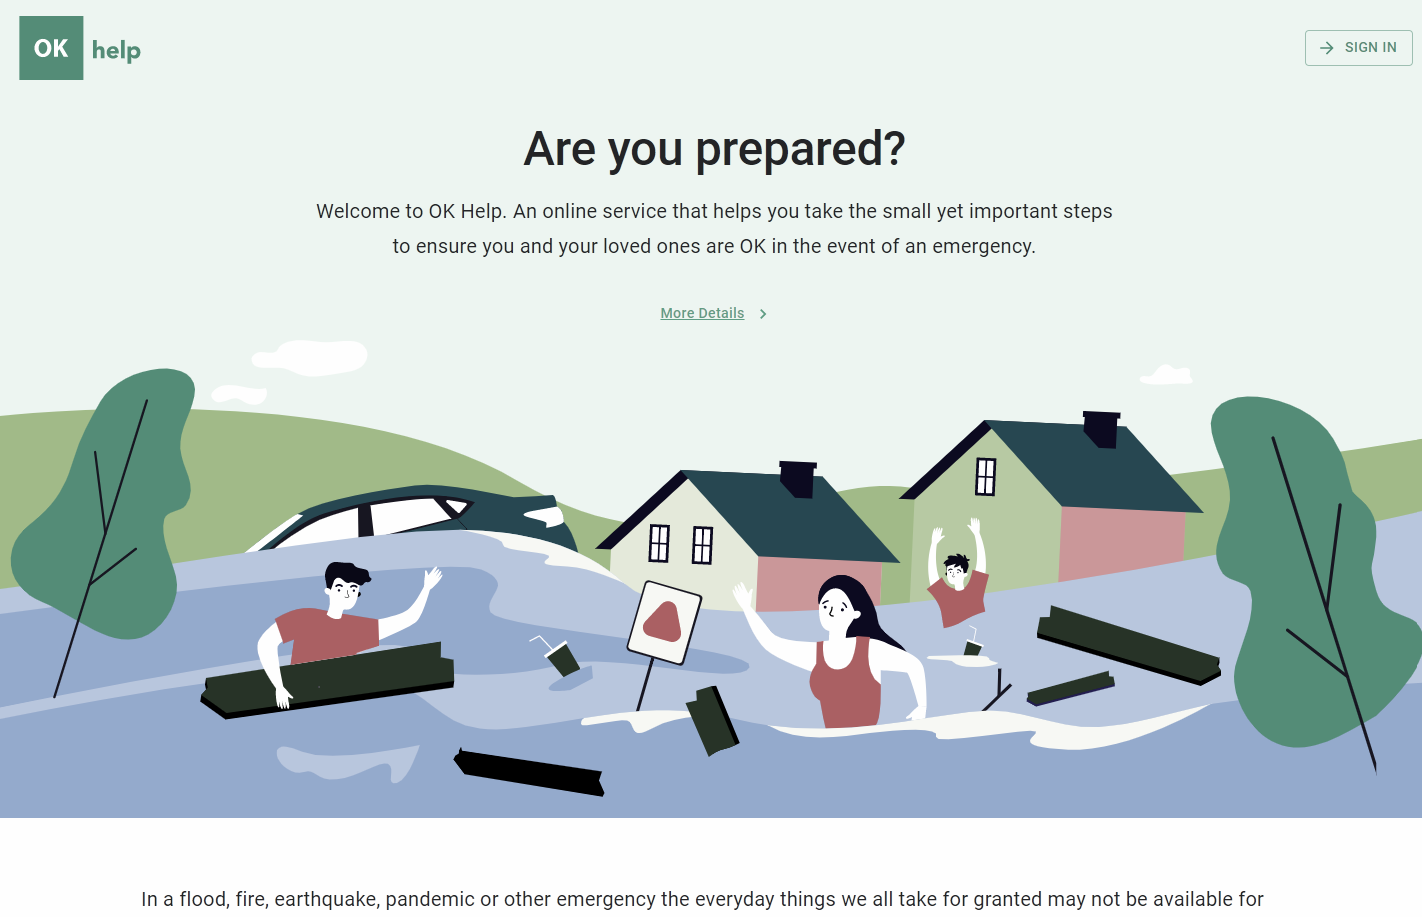 OK help
SIGN IN
Are you prepared?
Welcome to OK Help. An online service that helps you take the small yet important steps
to ensure you and your loved ones are OK in the event of an emergency.
More Details
In a flood, fire, earthquake, pandemic or other emergency the everyday things we all take for granted may not be available for